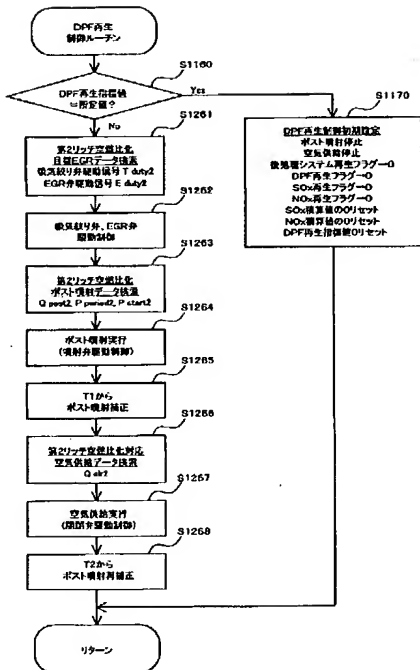 DPF再生
制御ルーチン
S1160
DPF再生指標値
=所定値?
Yes
No
S1170
DPF再生制御初期設定
ポスト噴射停止
空気供給停止
後処理システム再生フラグ=0
DPF再生フラグ=0
SOx再生フラグ=0
NOx再生フラグ=0
SOx積算値の0リセット
NOx積算値の0リセット
DPF再生指標値0リセット
S1261
第2リッチ空燃比化
目標EGRデータ検索
吸気絞り弁駆動信号 T duty2
EGR弁駆動信号 E duty2
S1262
吸気絞り弁、EGR弁
駆動制御
S1263
第2リッチ空燃比化
ポスト噴射データ検索
Q post2, P period2, P start2
S1264
ポスト噴射実行
(噴射弁駆動制御)
S1265
T1から
ポスト噴射補正
S1266
第2リッチ空燃比化対応
空気供給データ検索
Q air2
S1267
空気供給実行
(開閉弁駆動制御)
S1268
T2から
ポスト噴射再補正
リターン